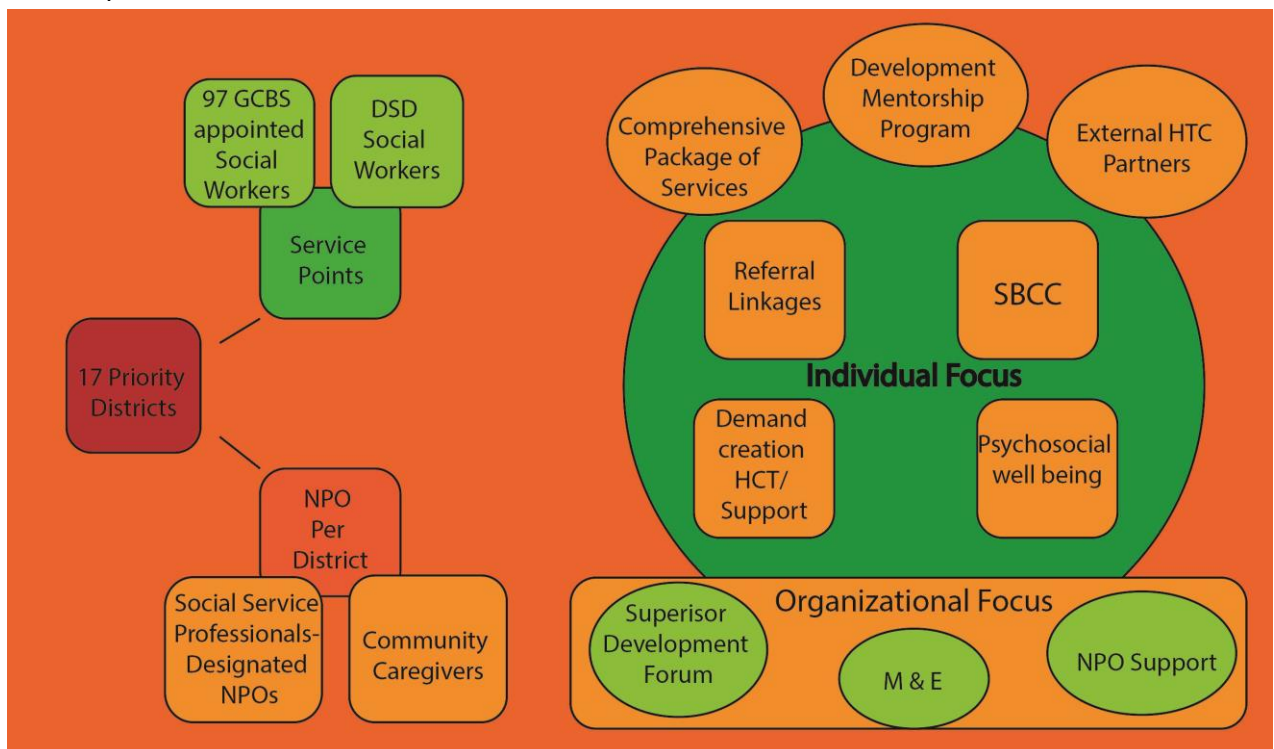 97 GCBS
appointed
Social
Workers
DSD
Social
Workers
Service
Points
17 Priority
Districts
NPO
Per
District
Social Service
Professionals-
Designated
NPOs
Community
Caregivers
Comprehensive
Package of
Services
Development
Mentorship
Program
External HTC
Partners
Referral
Linkages
SBCC
Individual Focus
Demand
creation
HCT/
Support
Psychosocial
well being
Organizational Focus
Superisor
Development
Forum
M & E
NPO Support